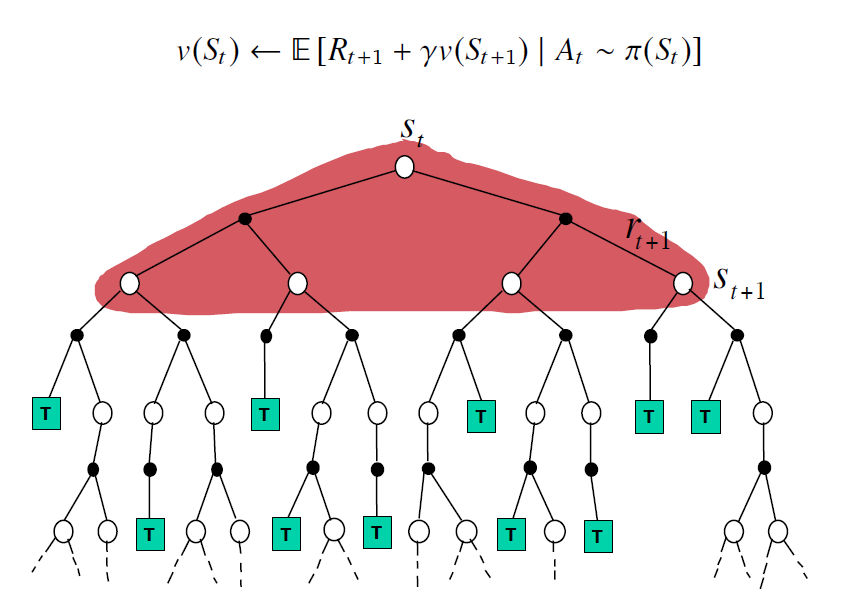 v(S_t) ← 𝔼 [R_{t+1} + γv(S_{t+1}) | A_t ∼ π(S_t)]
s_t
r_{t+1}
s_{t+1}
T
T
T
T
T
T
T
T
T
T